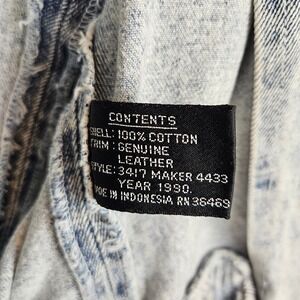 CONTENTS
SHELL: 100% COTTON
TRIM: GENUINE
LEATHER
STYLE: 3417 MAKER 4433
YEAR 1990.
MADE IN INDONESIA RN 36469